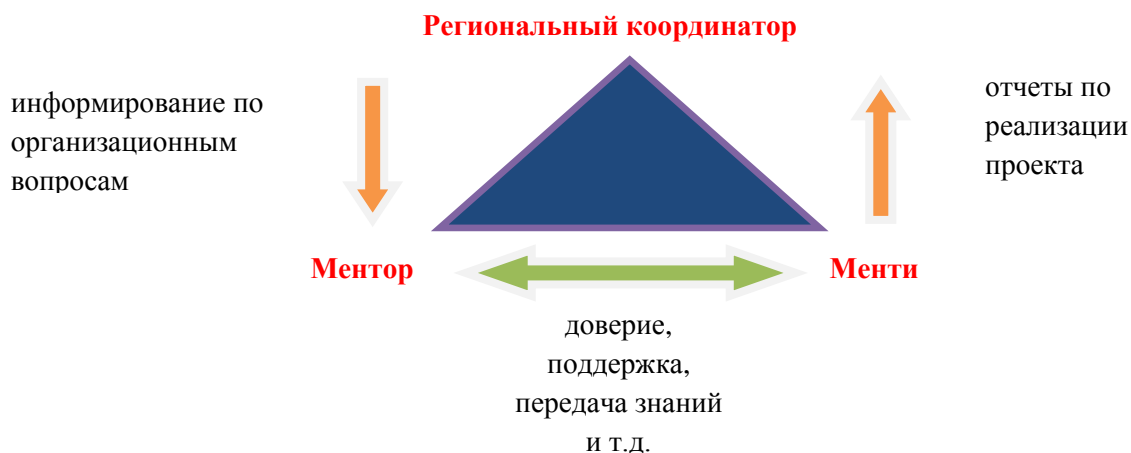 Региональный координатор
информирование по
организационным
вопросам
отчеты по
реализации
проекта
Ментор
Менти
доверие,
поддержка,
передача знаний
и т.д.